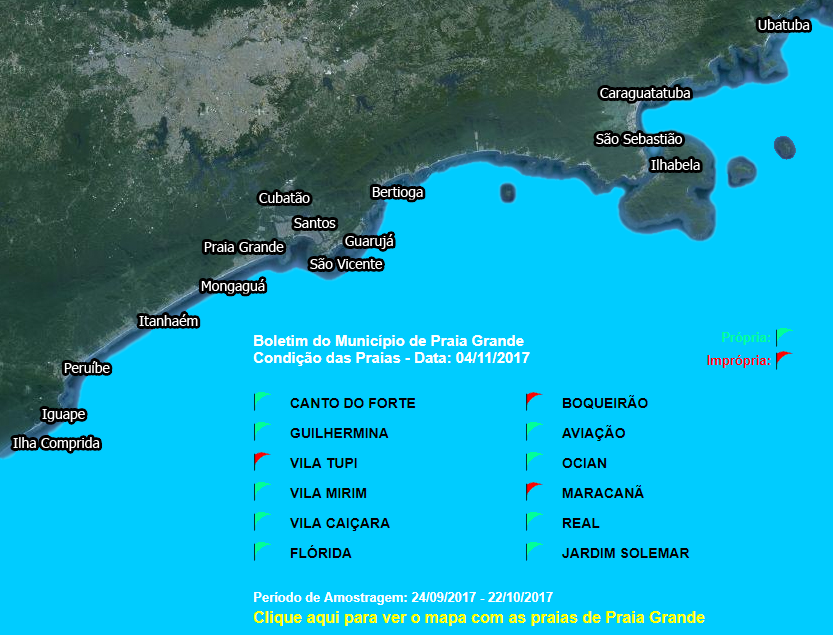 Ubatuba
Caraguatatuba
São Sebastião
Ilhabela
Bertioga
Cubatão
Santos
Guarujá
Praia Grande
São Vicente
Mongaguá
Itanhaém
Peruíbe
Iguape
Ilha Comprida
Boletim do Município de Praia Grande
Condição das Praias - Data: 04/11/2017
Própria:
Imprópria:
CANTO DO FORTE
BOQUEIRÃO
GUILHERMINA
AVIAÇÃO
VILA TUPI
OCIAN
VILA MIRIM
MARACANÃ
VILA CAIÇARA
REAL
FLÓRIDA
JARDIM SOLEMAR
Período de Amostragem: 24/09/2017 - 22/10/2017
Clique aqui para ver o mapa com as praias de Praia Grande